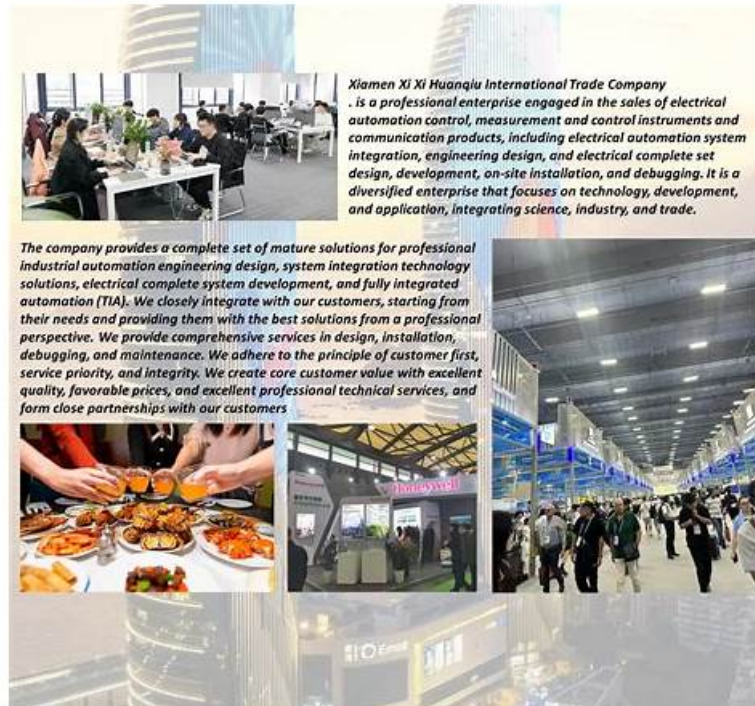 Xiamen Xi Xi Huanqiu International Trade Company
. is a professional enterprise engaged in the sales of electrical
automation control, measurement and control instruments and
communication products, including electrical automation system
integration, engineering design, and electrical complete set
design, development, on-site installation, and debugging. It is a
diversified enterprise that focuses on technology, development,
and application, integrating science, industry, and trade.
The company provides a complete set of mature solutions for professional
industrial automation engineering design, system integration technology
solutions, electrical complete system development, and fully integrated
automation (TIA). We closely integrate with our customers, starting from
their needs and providing them with the best solutions from a professional
perspective. We provide comprehensive services in design, installation,
debugging, and maintenance. We adhere to the principle of customer first,
service priority, and integrity. We create core customer value with excellent
quality, favorable prices, and excellent professional technical services, and
form close partnerships with our customers
Honeywell